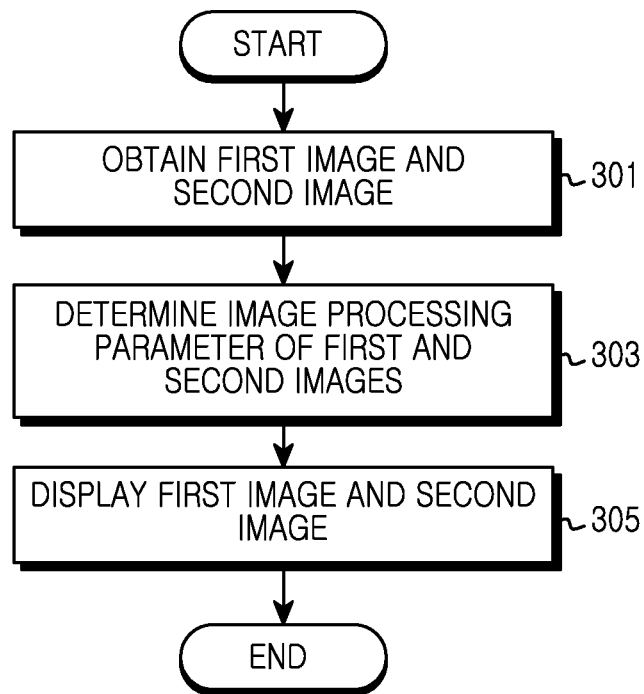 START
OBTAIN FIRST IMAGE AND
SECOND IMAGE
301
DETERMINE IMAGE PROCESSING
PARAMETER OF FIRST AND
SECOND IMAGES
303
DISPLAY FIRST IMAGE AND SECOND
IMAGE
305
END